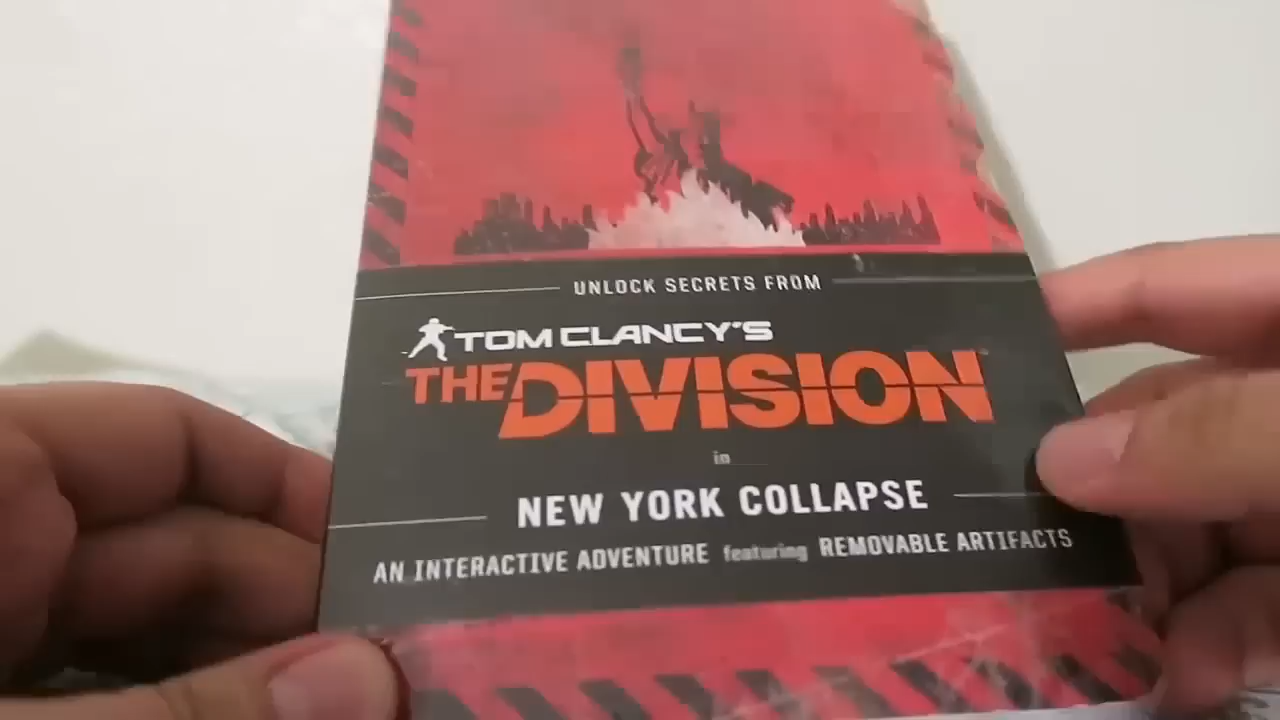 UNLOCK SECRETS FROM
TOM CLANCY'S
THE DIVISION
in
NEW YORK COLLAPSE
AN INTERACTIVE ADVENTURE featuring REMOVABLE ARTIFACTS